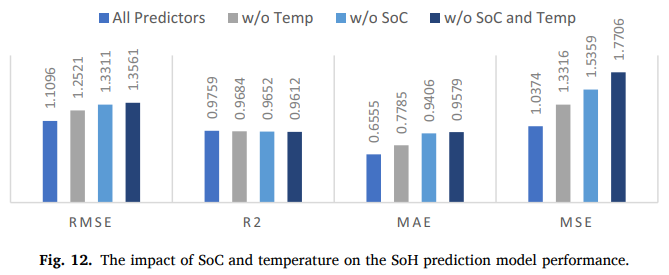 All Predictors w/o Temp w/o SoC w/o SoC and Temp
1.1096 1.2521 1.3311 1.3561 0.9759 0.9684 0.9652 0.9612 0.6555 0.7785 0.9406 0.9579 1.0374 1.3316 1.5359 1.7706
RMSE R2 MAE MSE
Fig. 12. The impact of SoC and temperature on the SoH prediction model performance.